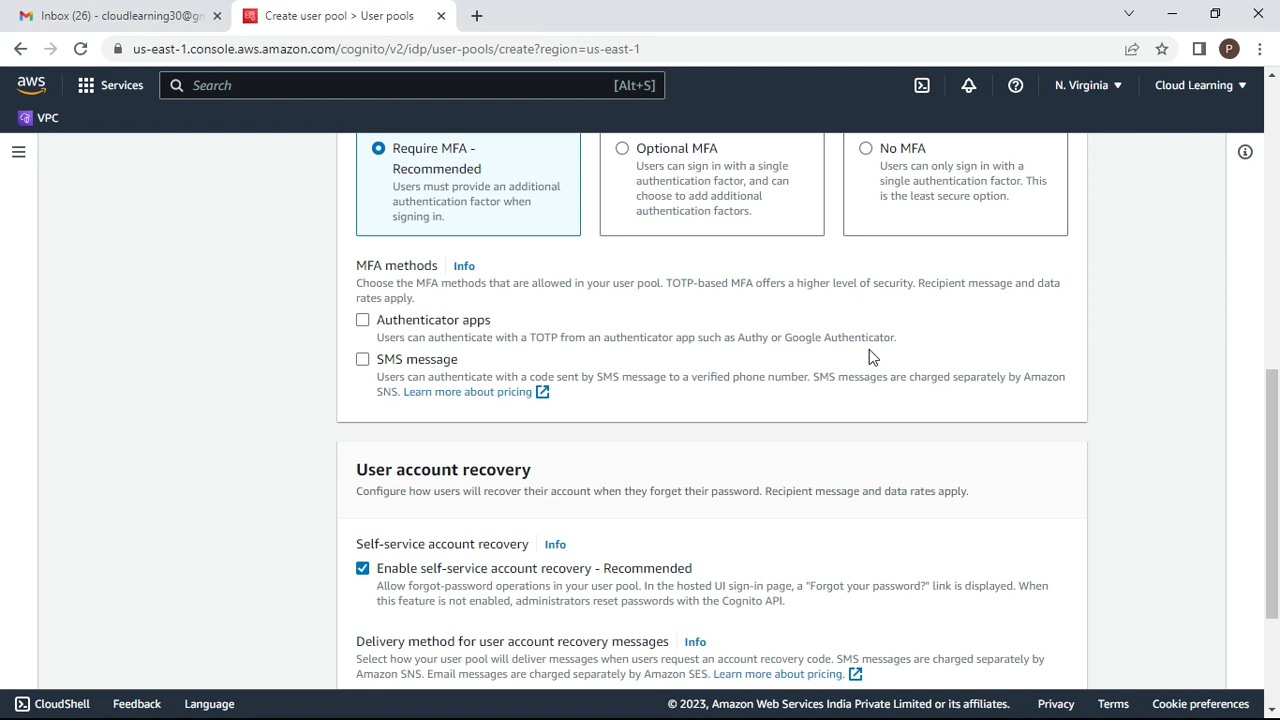 Inbox (26) - cloudlearning30@gm
Create user pool > User pools
us-east-1.console.aws.amazon.com/cognito/v2/idp/user-pools/create?region=us-east-1
P
aws
Services
Search
[Alt+S]
N. Virginia
Cloud Learning
VPC
Require MFA -
Recommended
Users must provide an additional
authentication factor when
signing in.
Optional MFA
Users can sign in with a single
authentication factor, and can
choose to add additional
authentication factors.
No MFA
Users can only sign in with a
single authentication factor. This
is the least secure option.
MFA methods Info
Choose the MFA methods that are allowed in your user pool. TOTP-based MFA offers a higher level of security. Recipient message and data
rates apply.
Authenticator apps
Users can authenticate with a TOTP from an authenticator app such as Authy or Google Authenticator.
SMS message
Users can authenticate with a code sent by SMS message to a verified phone number. SMS messages are charged separately by Amazon
SNS. Learn more about pricing
User account recovery
Configure how users will recover their account when they forget their password. Recipient message and data rates apply.
Self-service account recovery Info
Enable self-service account recovery - Recommended
Allow forgot-password operations in your user pool. In the hosted UI sign-in page, a "Forgot your password?" link is displayed. When
this feature is not enabled, administrators reset passwords with the Cognito API.
Delivery method for user account recovery messages Info
Select how your user pool will deliver messages when users request an account recovery code. SMS messages are charged separately by
Amazon SNS. Email messages are charged separately by Amazon SES. Learn more about pricing.
CloudShell Feedback Language © 2023, Amazon Web Services India Private Limited or its affiliates. Privacy Terms Cookie preferences